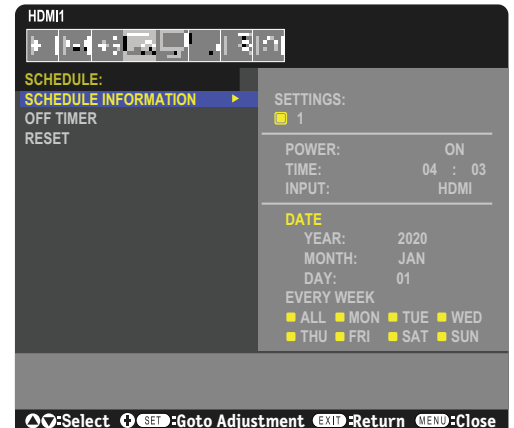 HDMI1
SCHEDULE:
SCHEDULE INFORMATION
OFF TIMER
RESET
SETTINGS:
1
POWER: ON
TIME: 04 : 03
INPUT: HDMI
DATE
YEAR: 2020
MONTH: JAN
DAY: 01
EVERY WEEK
ALL MON TUE WED
THU FRI SAT SUN
:Select SET:Goto Adjustment EXIT:Return MENU:Close